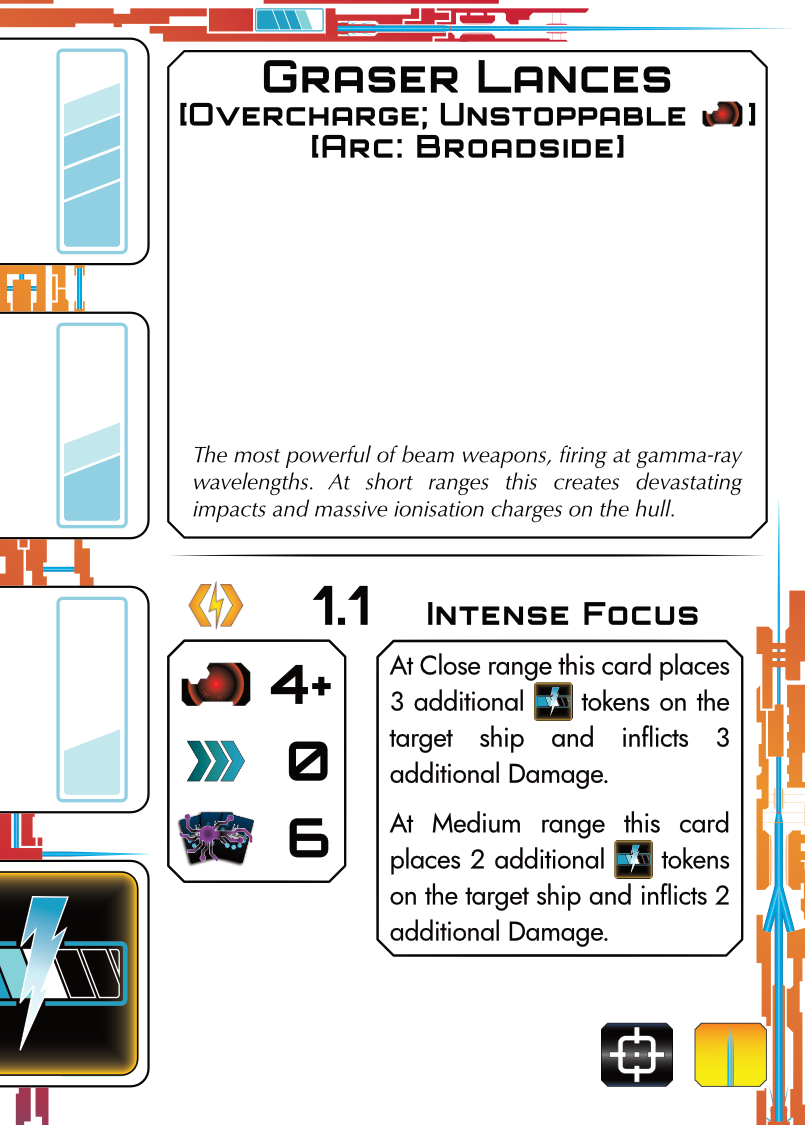 Graser Lances
[Overcharge; Unstoppable ]
[Arc: Broadside]
The most powerful of beam weapons, firing at gamma-ray
wavelengths. At short ranges this creates devastating
impacts and massive ionisation charges on the hull.
1.1
Intense Focus
4+
0
6
At Close range this card places
3 additional tokens on the
target ship and inflicts 3
additional Damage.
At Medium range this card
places 2 additional tokens
on the target ship and inflicts 2
additional Damage.